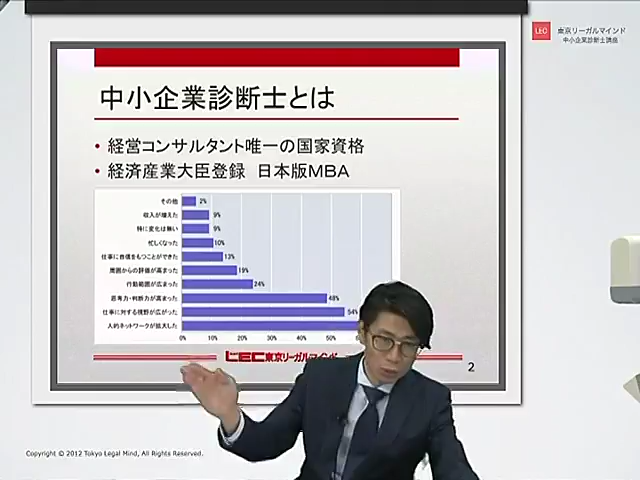 LEC 東京リーガルマインド
中小企業診断士講座
中小企業診断士とは
• 経営コンサルタント唯一の国家資格
• 経済産業大臣登録 日本版MBA
その他 2%
収入が増えた 9%
特に変化は無い 9%
忙しくなった 10%
仕事に自信をもつことができた 13%
周囲からの評価が高まった 19%
行動範囲が広まった 24%
思考力・判断力が高まった 48%
仕事に対する視野が広がった 54%
人的ネットワークが拡大した
0% 10% 20% 30% 40% 50%
LEC東京リーガルマインド
2
Copyright © 2012 Tokyo Legal Mind, All Rights Reserved.